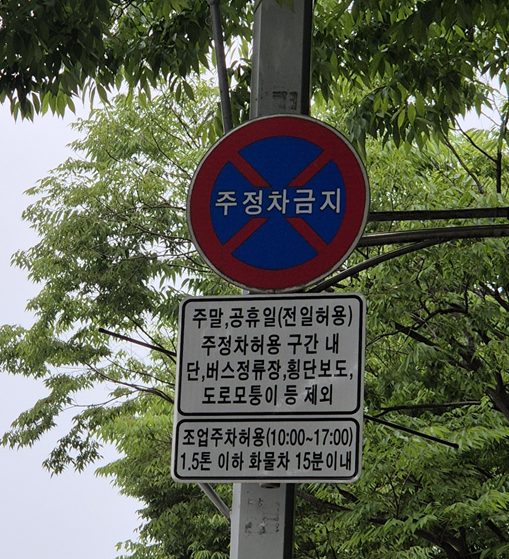 주정차금지
주말,공휴일(전일허용)
주정차허용 구간 내
단,버스정류장,횡단보도,
도로모퉁이 등 제외
조업주차허용(10:00~17:00)
1.5톤 이하 화물차 15분이내